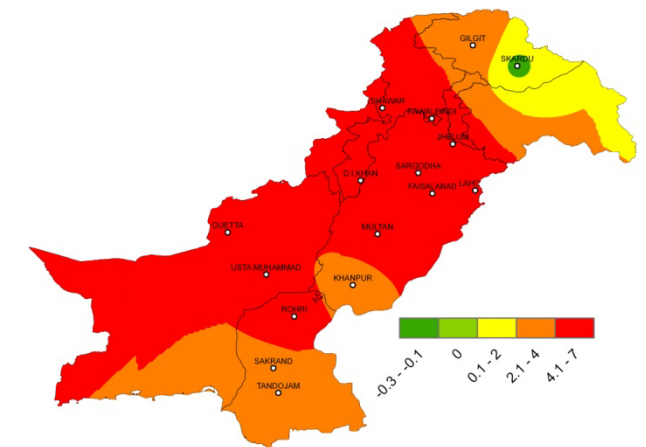 GILGIT
SKARDU
SHAWAR
RAWALPINDI
JHELUM
SARGODHA
D.I KHAN
FAISALABAD
LAHO
QUETTA
MULTAN
USTA MUHAMMAD
KHANPUR
ROHRI
SAKRAND
TANDOJAM
-0.3 - -0.1
0
0.1 - 2
2.1 - 4
4.1 - 7